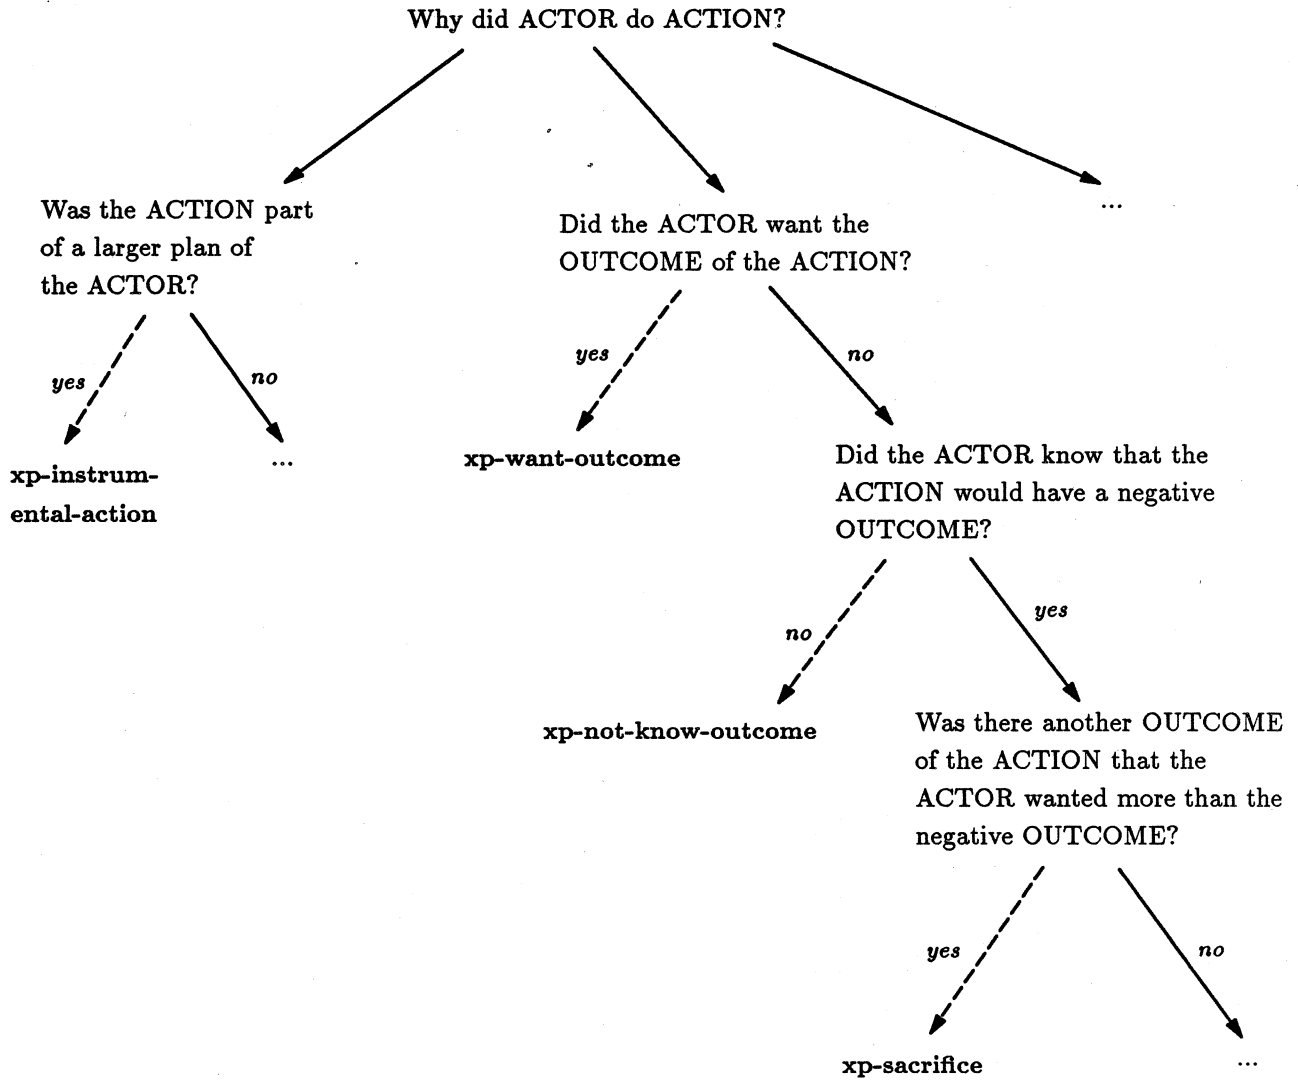 Why did ACTOR do ACTION?
...
Was the ACTION part
of a larger plan of
the ACTOR?
Did the ACTOR want the
OUTCOME of the ACTION?
yes
no
yes
no
xp-instrum-
ental-action
...
xp-want-outcome
Did the ACTOR know that the
ACTION would have a negative
OUTCOME?
no
yes
xp-not-know-outcome
Was there another OUTCOME
of the ACTION that the
ACTOR wanted more than the
negative OUTCOME?
yes
no
xp-sacrifice
...